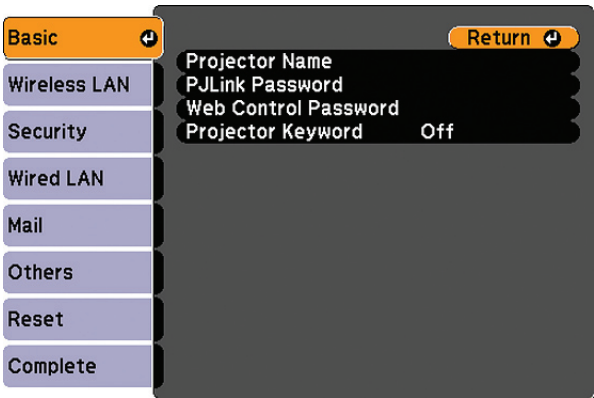 Basic
Wireless LAN
Security
Wired LAN
Mail
Others
Reset
Complete
Return
Projector Name
PJLink Password
Web Control Password
Projector Keyword Off